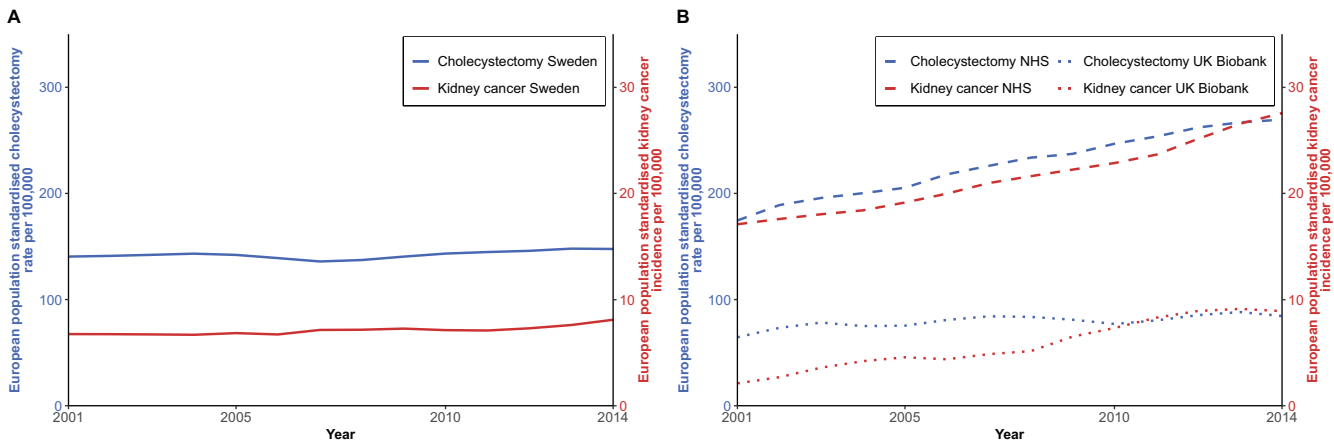 A
European population standardised cholecystectomy
rate per 100,000
300
200
100
0
Cholecystectomy Sweden
Kidney cancer Sweden
30
20
10
0
European population standardised kidney cancer
incidence per 100,000
2001
2005
2010
2014
Year
B
European population standardised cholecystectomy
rate per 100,000
300
200
100
0
Cholecystectomy NHS
Kidney cancer NHS
Cholecystectomy UK Biobank
Kidney cancer UK Biobank
30
20
10
0
European population standardised kidney cancer
incidence per 100,000
2001
2005
2010
2014
Year